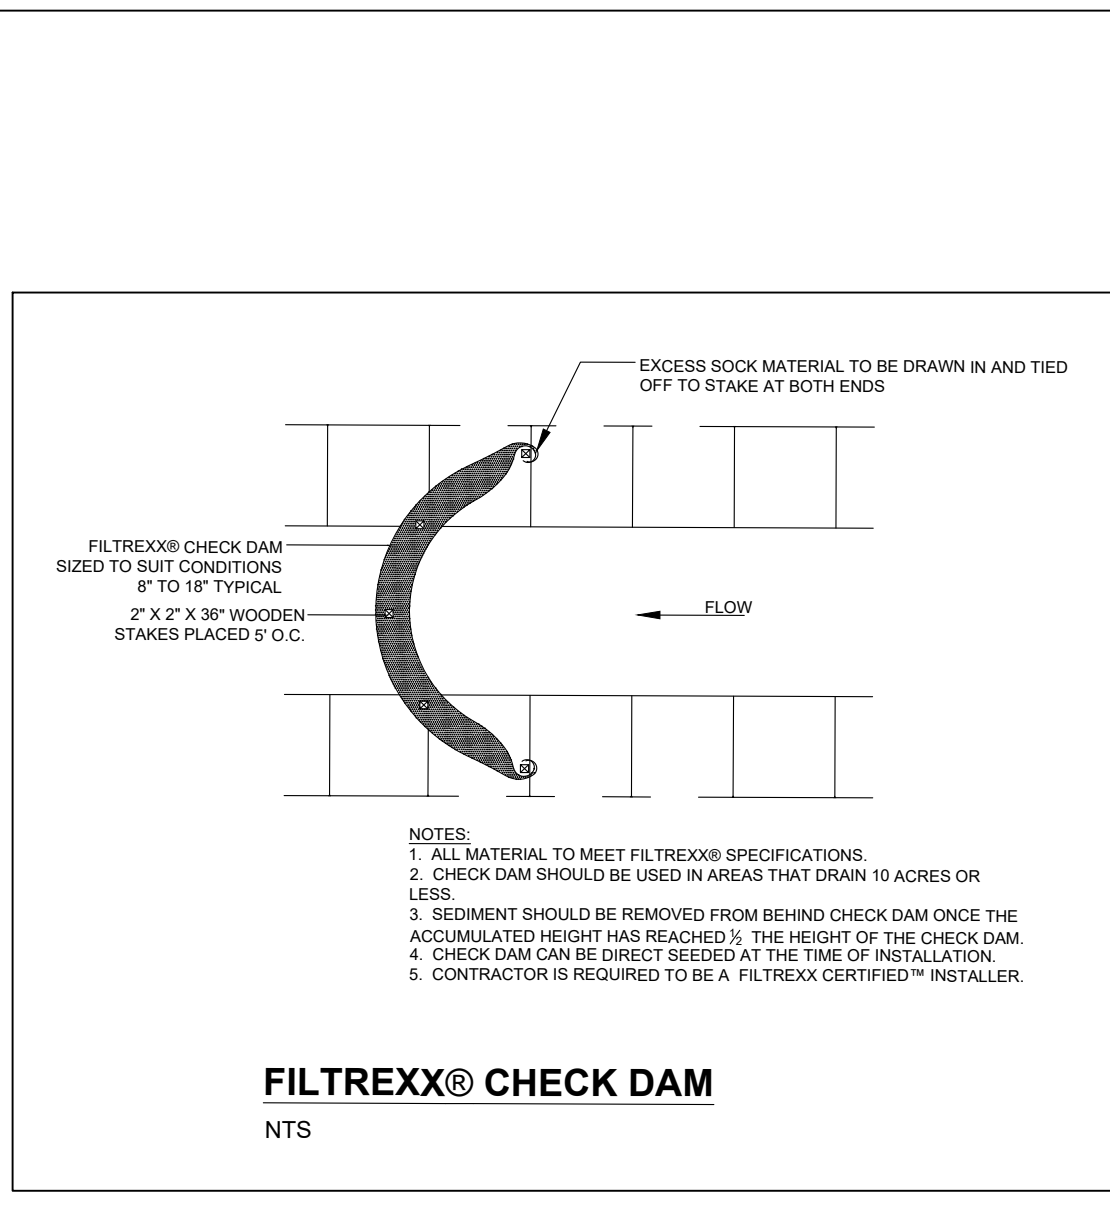 EXCESS SOCK MATERIAL TO BE DRAWN IN AND TIED
OFF TO STAKE AT BOTH ENDS
FILTREXX® CHECK DAM
SIZED TO SUIT CONDITIONS
8" TO 18" TYPICAL
2" X 2" X 36" WOODEN
STAKES PLACED 5' O.C.
FLOW
NOTES:
1. ALL MATERIAL TO MEET FILTREXX® SPECIFICATIONS.
2. CHECK DAM SHOULD BE USED IN AREAS THAT DRAIN 10 ACRES OR
LESS.
3. SEDIMENT SHOULD BE REMOVED FROM BEHIND CHECK DAM ONCE THE
ACCUMULATED HEIGHT HAS REACHED ½ THE HEIGHT OF THE CHECK DAM.
4. CHECK DAM CAN BE DIRECT SEEDED AT THE TIME OF INSTALLATION.
5. CONTRACTOR IS REQUIRED TO BE A FILTREXX CERTIFIED™ INSTALLER.
FILTREXX® CHECK DAM
NTS